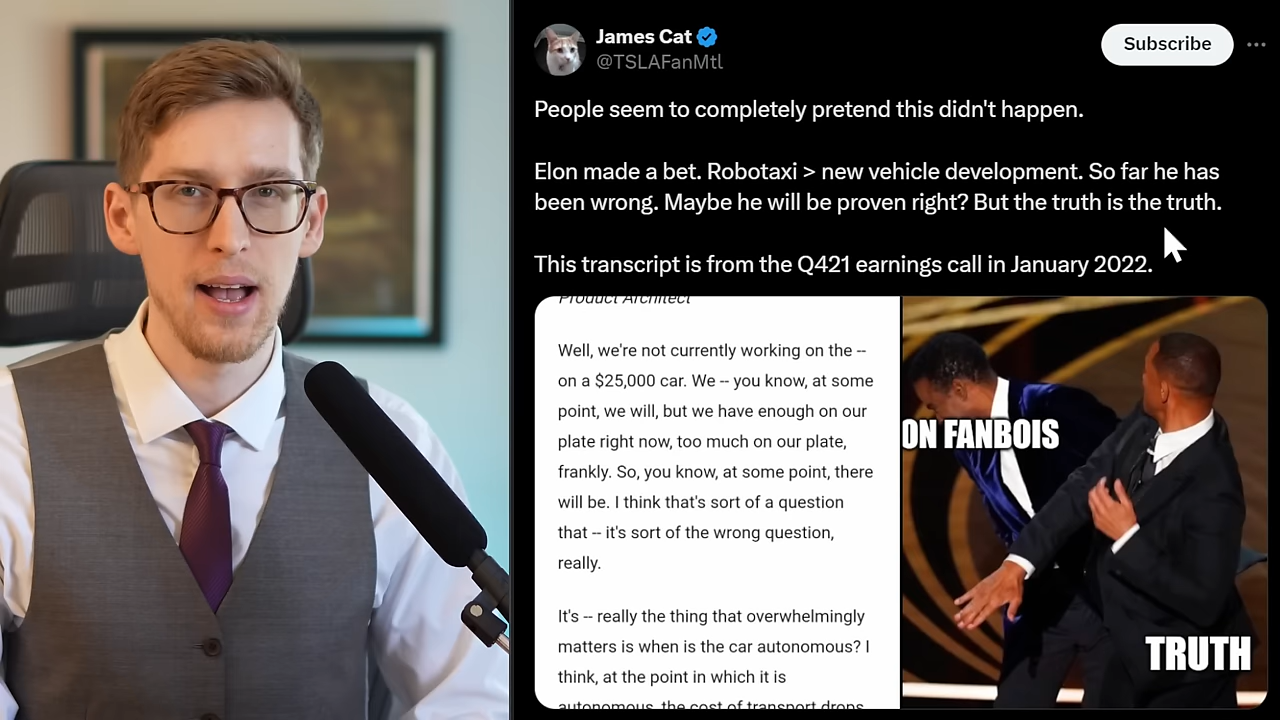 James Cat
@TSLAFanMtl
Subscribe
People seem to completely pretend this didn't happen.
Elon made a bet. Robotaxi > new vehicle development. So far he has
been wrong. Maybe he will be proven right? But the truth is the truth.
This transcript is from the Q421 earnings call in January 2022.
Product Architect
Well, we're not currently working on the --
on a $25,000 car. We -- you know, at some
point, we will, but we have enough on our
plate right now, too much on our plate,
frankly. So, you know, at some point, there
will be. I think that's sort of a question
that -- it's sort of the wrong question,
really.
It's -- really the thing that overwhelmingly
matters is when is the car autonomous? I
think, at the point in which it is
autonomous, the cost of transport drops
ON FANBOIS
TRUTH